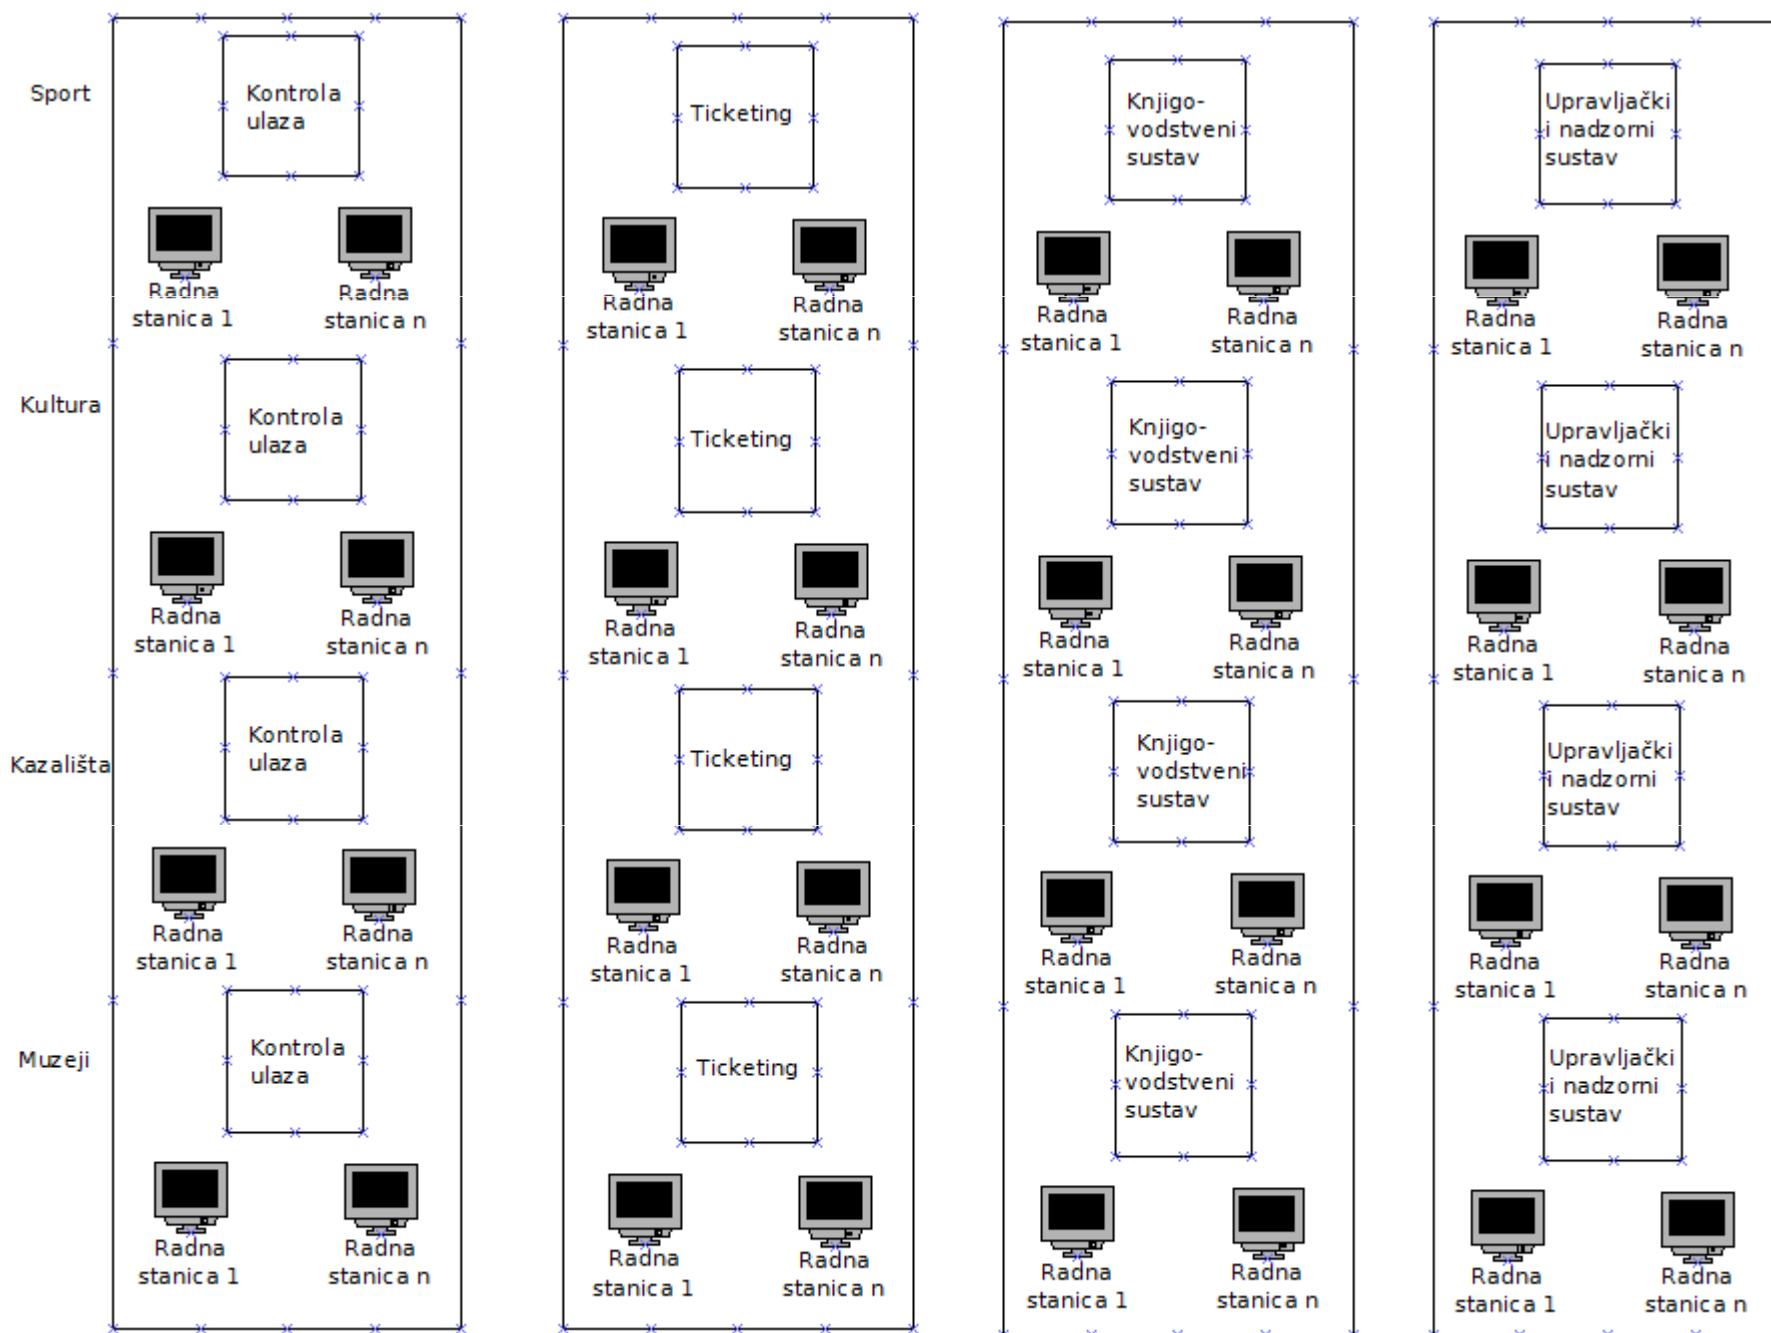 Sport
Kontrola
ulaza
Ticketing
Knjigo-
vodstveni
sustav
Upravljački
i nadzorni
sustav
Radna
stanica 1
Radna
stanica n
Radna
stanica 1
Radna
stanica n
Radna
stanica 1
Radna
stanica n
Radna
stanica 1
Radna
stanica n
Kultura
Kontrola
ulaza
Ticketing
Knjigo-
vodstveni
sustav
Upravljački
i nadzorni
sustav
Radna
stanica 1
Radna
stanica n
Radna
stanica 1
Radna
stanica n
Radna
stanica 1
Radna
stanica n
Radna
stanica 1
Radna
stanica n
Kazališta
Kontrola
ulaza
Ticketing
Knjigo-
vodstveni
sustav
Upravljački
i nadzorni
sustav
Radna
stanica 1
Radna
stanica n
Radna
stanica 1
Radna
stanica n
Radna
stanica 1
Radna
stanica n
Radna
stanica 1
Radna
stanica n
Muzeji
Kontrola
ulaza
Ticketing
Knjigo-
vodstveni
sustav
Upravljački
i nadzorni
sustav
Radna
stanica 1
Radna
stanica n
Radna
stanica 1
Radna
stanica n
Radna
stanica 1
Radna
stanica n
Radna
stanica 1
Radna
stanica n